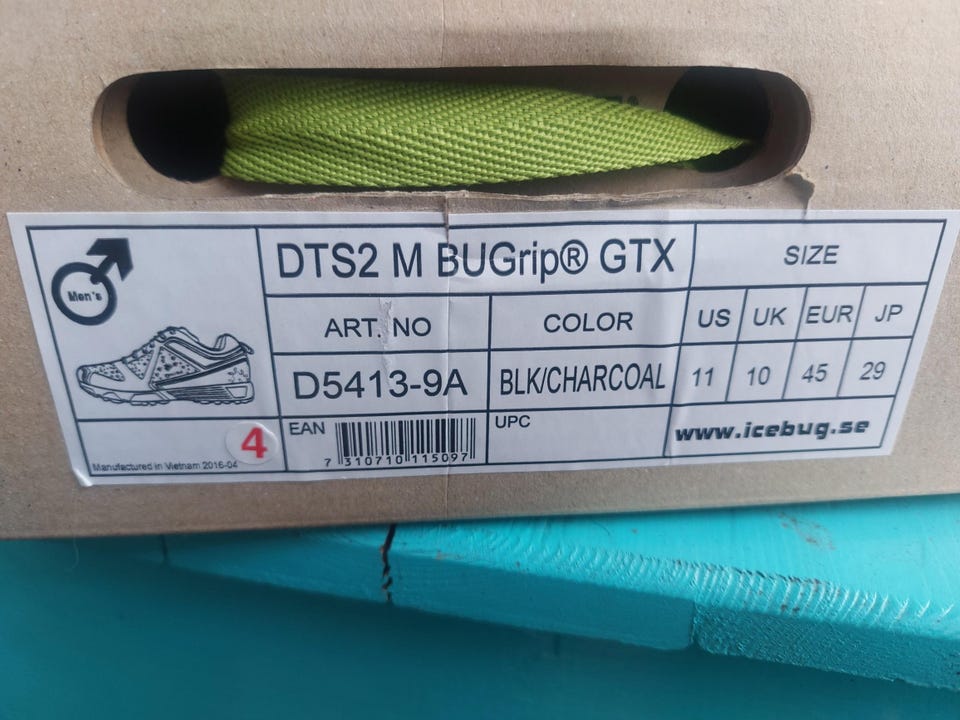 Men's
DTS2 M BUGrip® GTX
SIZE
ART. NO
COLOR
US UK EUR JP
D5413-9A
BLK/CHARCOAL
11 10 45 29
4
EAN
7 310710 115097
UPC
www.icebug.se
Manufactured in Vietnam 2016-04